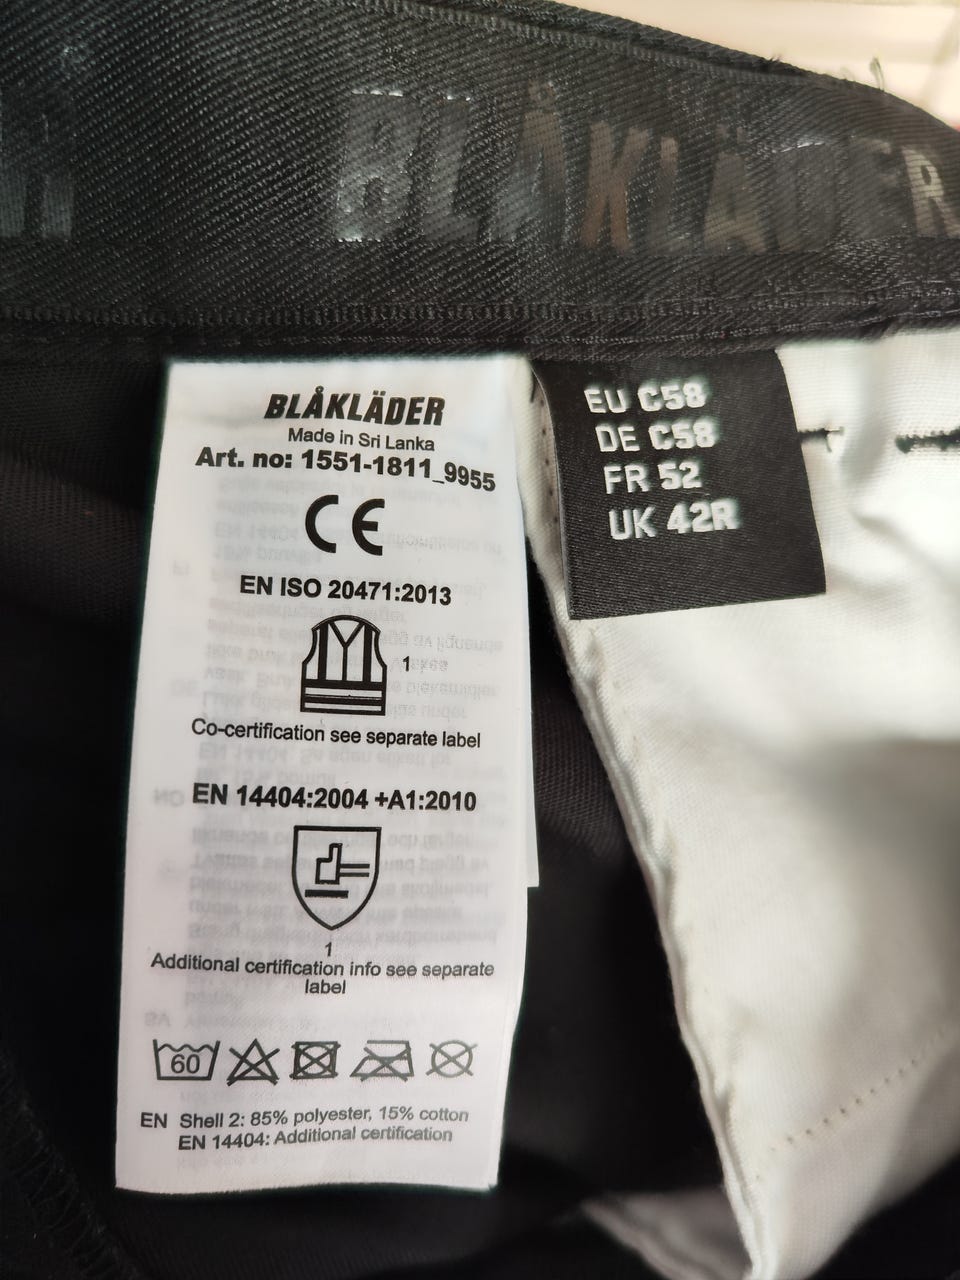 BLÅKLÄDER
BLÅKLÄDER
Made in Sri Lanka
Art. no: 1551-1811_9955
CE
EN ISO 20471:2013
1
Co-certification see separate label
EN 14404:2004 +A1:2010
1
Additional certification info see separate
label
60
EN Shell 2: 85% polyester, 15% cotton
EN 14404: Additional certification
EU C58
DE C58
FR 52
UK 42R